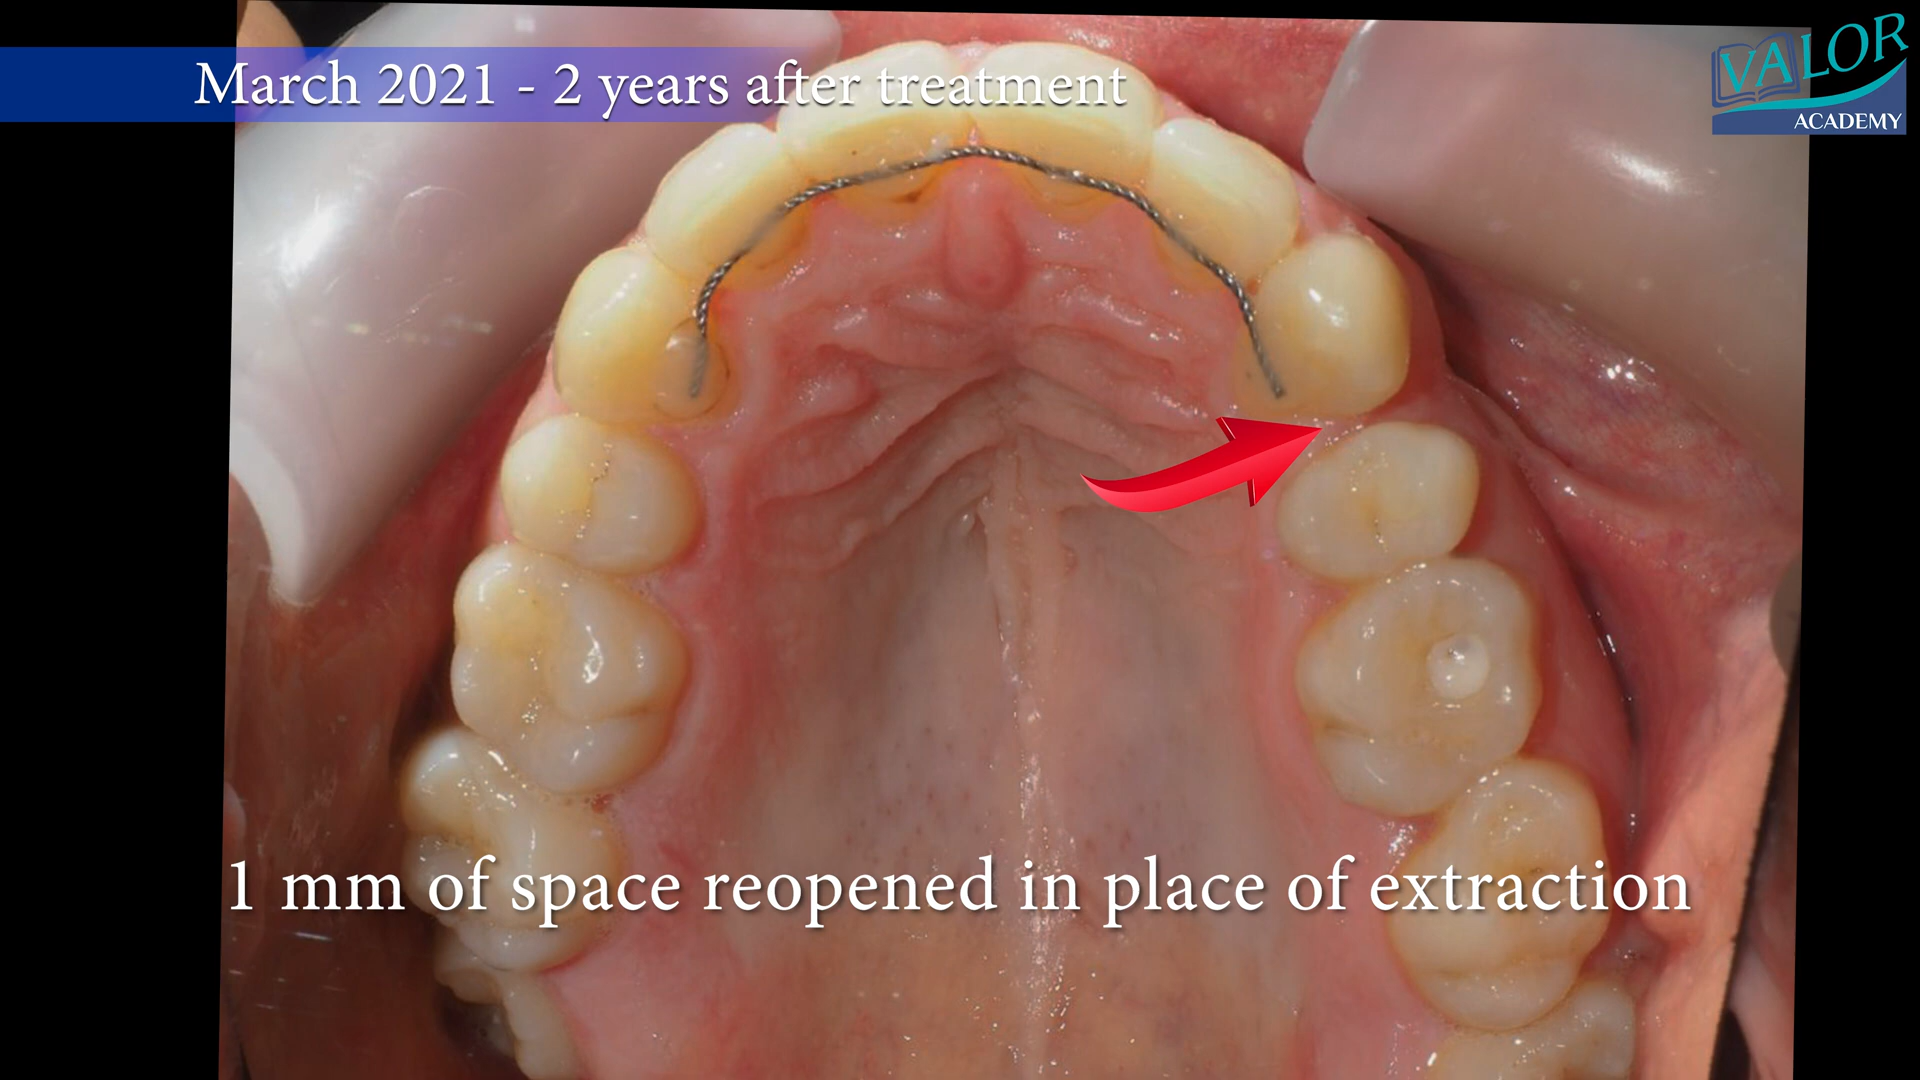 March 2021 - 2 years after treatment
VALOR
ACADEMY
1 mm of space reopened in place of extraction